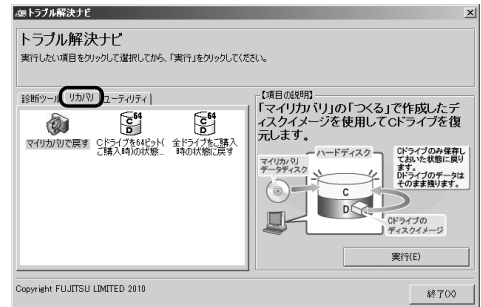 トラブル解決ナビ
トラブル解決ナビ
実行したい項目をクリックして選択してから、「実行」をクリックしてください。
診断ツール
リカバリ
ユーティリティ
マイリカバリで戻す
64
C
D
Cドライブを64ビット(
ご購入時)の状態...
64
C
D
全ドライブをご購入
時の状態に戻す
【項目の説明】
「マイリカバリ」の「つくる」で作成したデ
ィスクイメージを使用してCドライブを復
元します。
マイリカバリ
データディスク
ハードディスク
C
D
Cドライブのみ保存し
ておいた状態に戻り
ます。
Dドライブのデータは
そのまま残ります。
Cドライブの
ディスクイメージ
実行(E)
Copyright FUJITSU LIMITED 2010
終了(X)